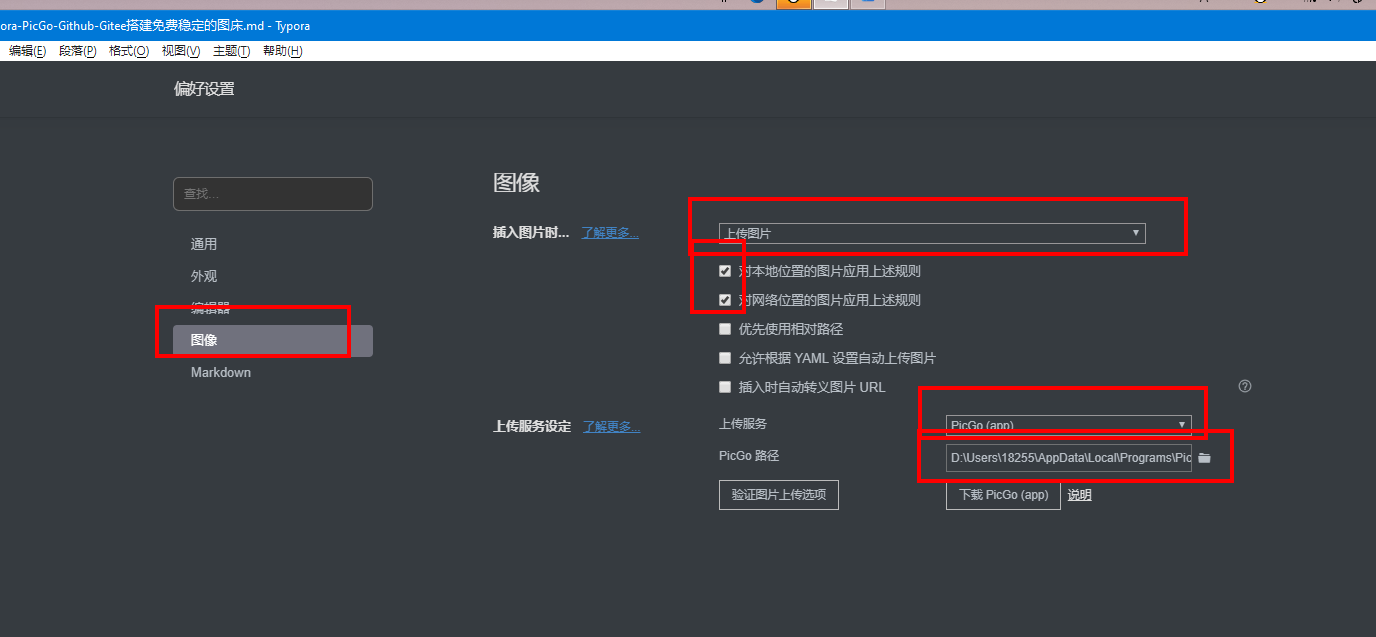 ora-PicGo-Github-Gitee搭建免费稳定的图床.md - Typora
编辑(E) 段落(P) 格式(O) 视图(V) 主题(T) 帮助(H)
偏好设置
查找...
通用
外观
编辑器
图像
Markdown
图像
插入图片时... 了解更多...
上传图片
对本地位置的图片应用上述规则
对网络位置的图片应用上述规则
优先使用相对路径
允许根据 YAML 设置自动上传图片
插入时自动转义图片 URL
上传服务设定 了解更多...
上传服务 PicGo (app)
PicGo 路径 D:\Users\18255\AppData\Local\Programs\Pic
验证图片上传选项 下载 PicGo (app) 说明